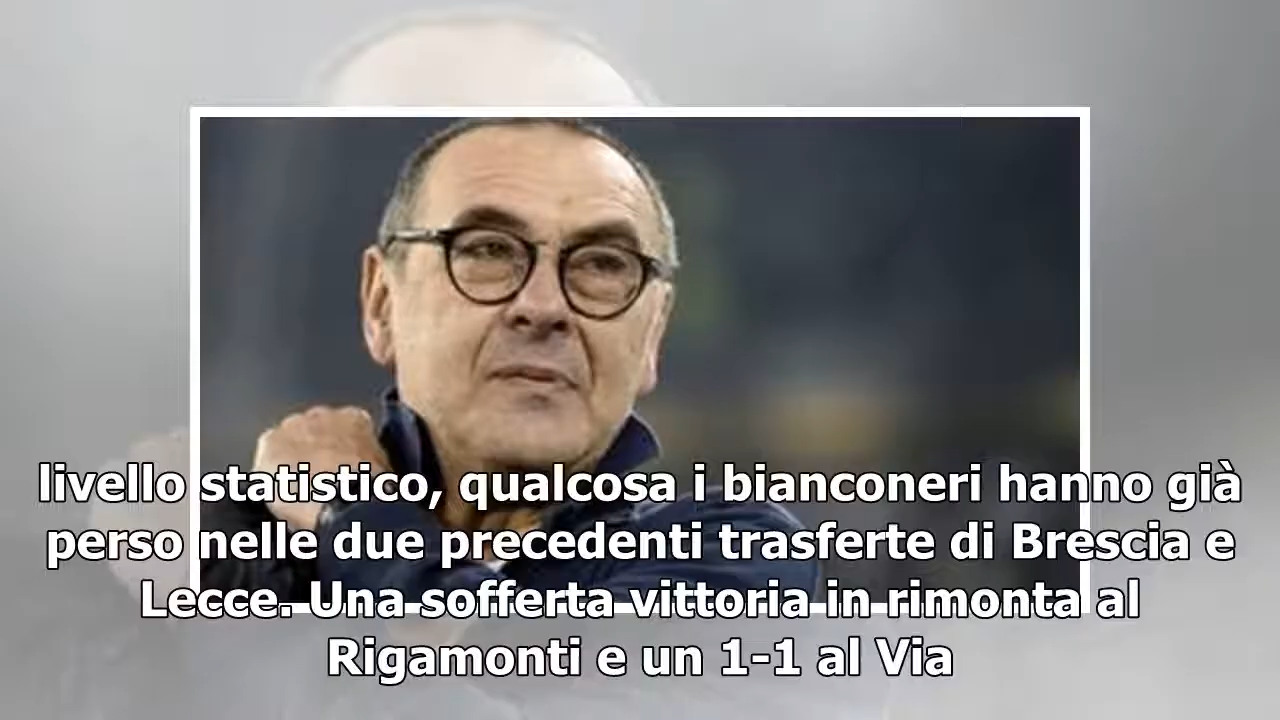 livello statistico, qualcosa i bianconeri hanno già
perso nelle due precedenti trasferte di Brescia e
Lecce. Una sofferta vittoria in rimonta al
Rigamonti e un 1-1 al Via